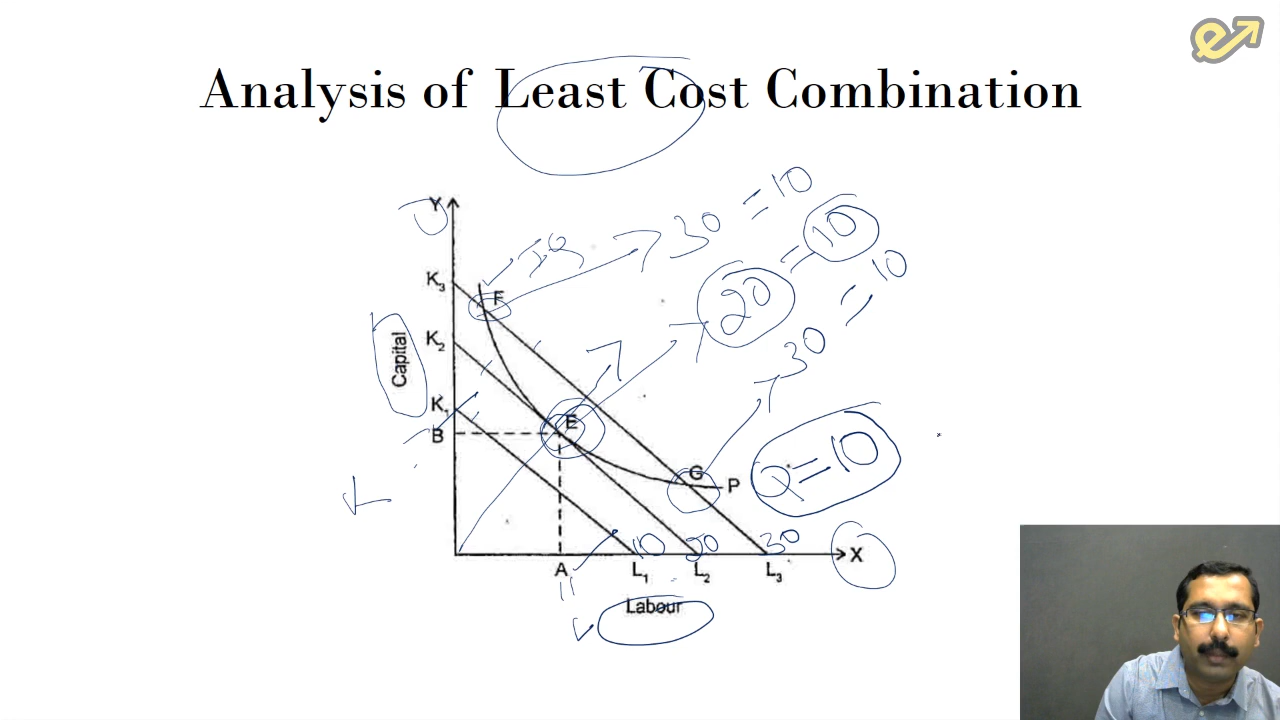 Analysis of Least Cost Combination
Y
= 10
30
= 10
IQ
K3
F
20
= 10
K2
30
Capital
K1
E
B
G
P
Q = 10
10
20
30
X
A
L1
L2
L3
Labour